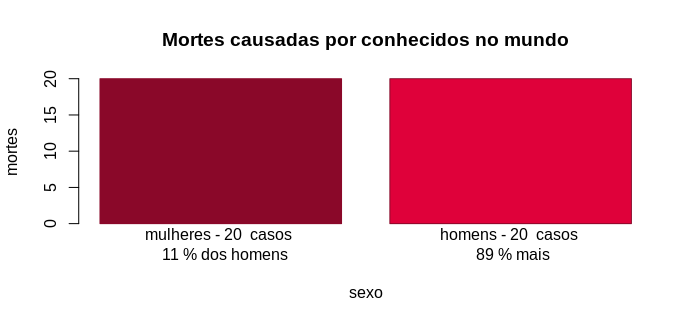 Mortes causadas por conhecidos no mundo
mortes
20
15
10
5
0
mulheres - 20  casos
11 % dos homens
homens - 20  casos
89 % mais
sexo